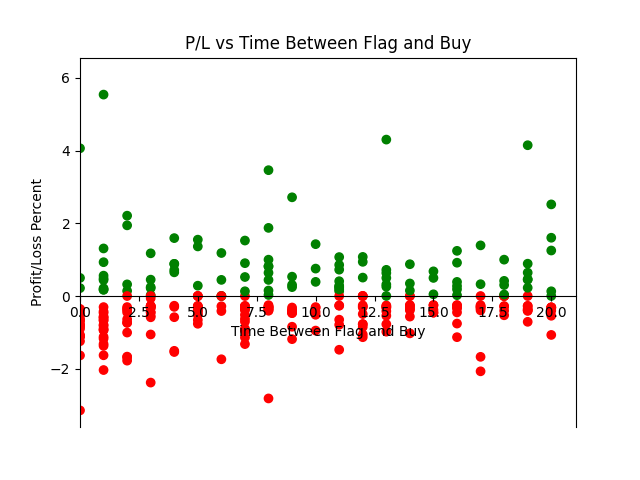 P/L vs Time Between Flag and Buy
6
4
2
0
−2
Profit/Loss Percent
0.0 2.5 5.0 7.5 10.0 12.5 15.0 17.5 20.0
Time Between Flag and Buy